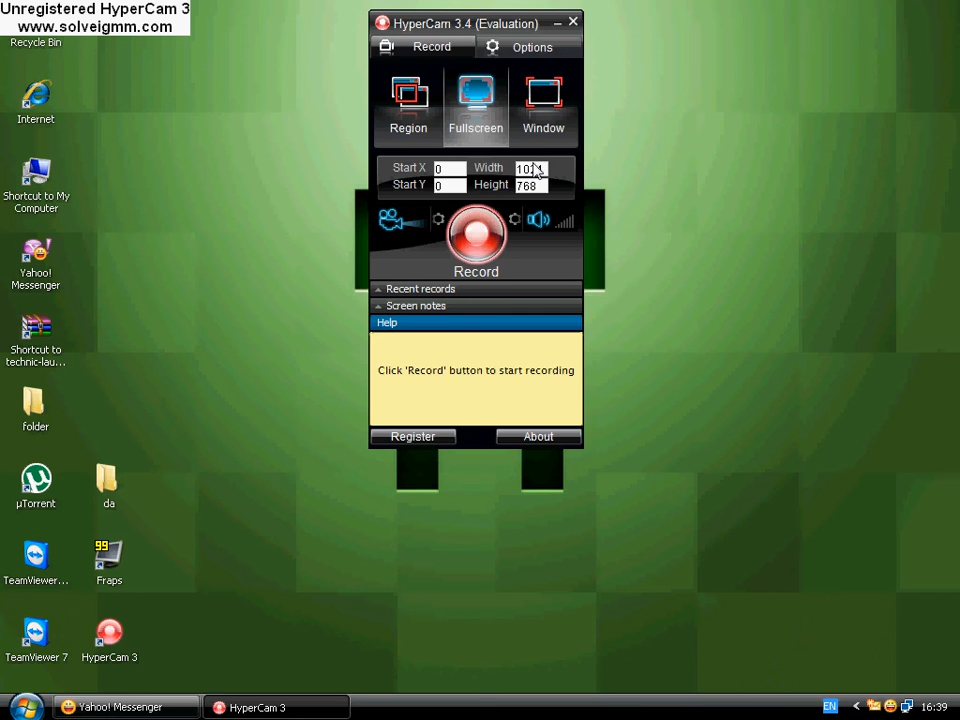 Unregistered HyperCam 3
www.solveigmm.com
Recycle Bin
Internet
Shortcut to My
Computer
Yahoo!
Messenger
Shortcut to
technic-lau...
folder
µTorrent
da
TeamViewer...
99
Fraps
TeamViewer 7
HyperCam 3
HyperCam 3.4 (Evaluation)
Record
Options
Region
Fullscreen
Window
Start X
0
Width
Start Y
0
Height
768
Record
Recent records
Screen notes
Help
Click 'Record' button to start recording
Register
About
Yahoo! Messenger
HyperCam 3
EN
16:39